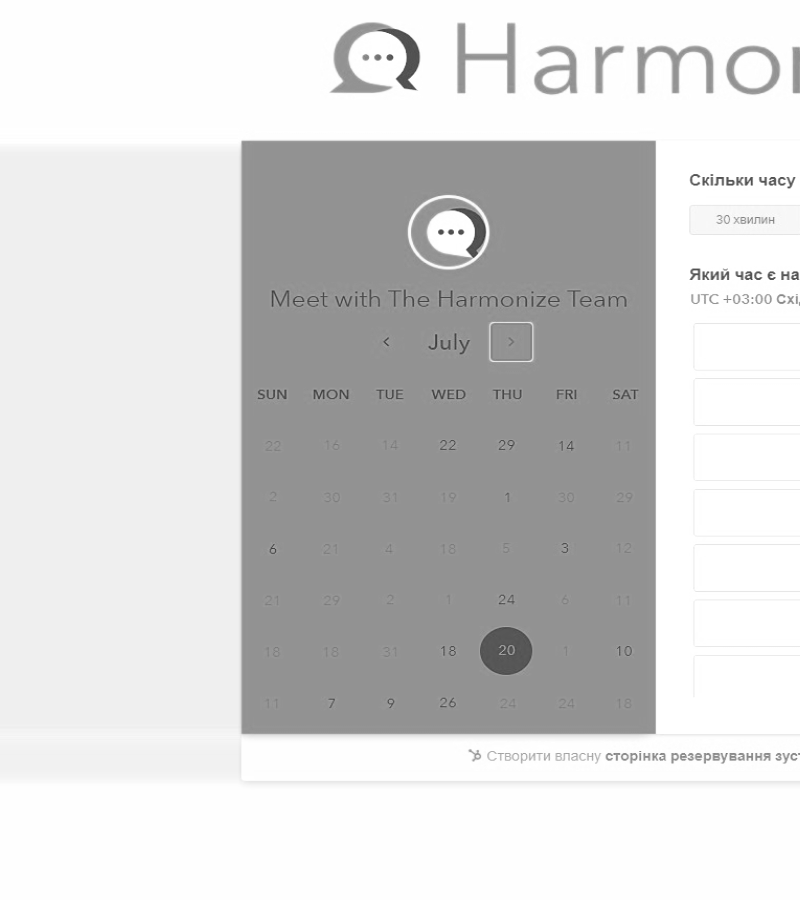 Harmon
Скільки часу
30 хвилин
Який час є на
UTC +03:00 Схі
Meet with The Harmonize Team
July
SUN MON TUE WED THU FRI SAT
22 16 14 22 29 14 11
2 30 31 19 1 30 29
6 21 4 18 5 3 12
21 29 2 1 24 6 11
18 18 31 18 20 1 10
11 7 9 26 24 24 18
Створити власну сторінка резервування зуст